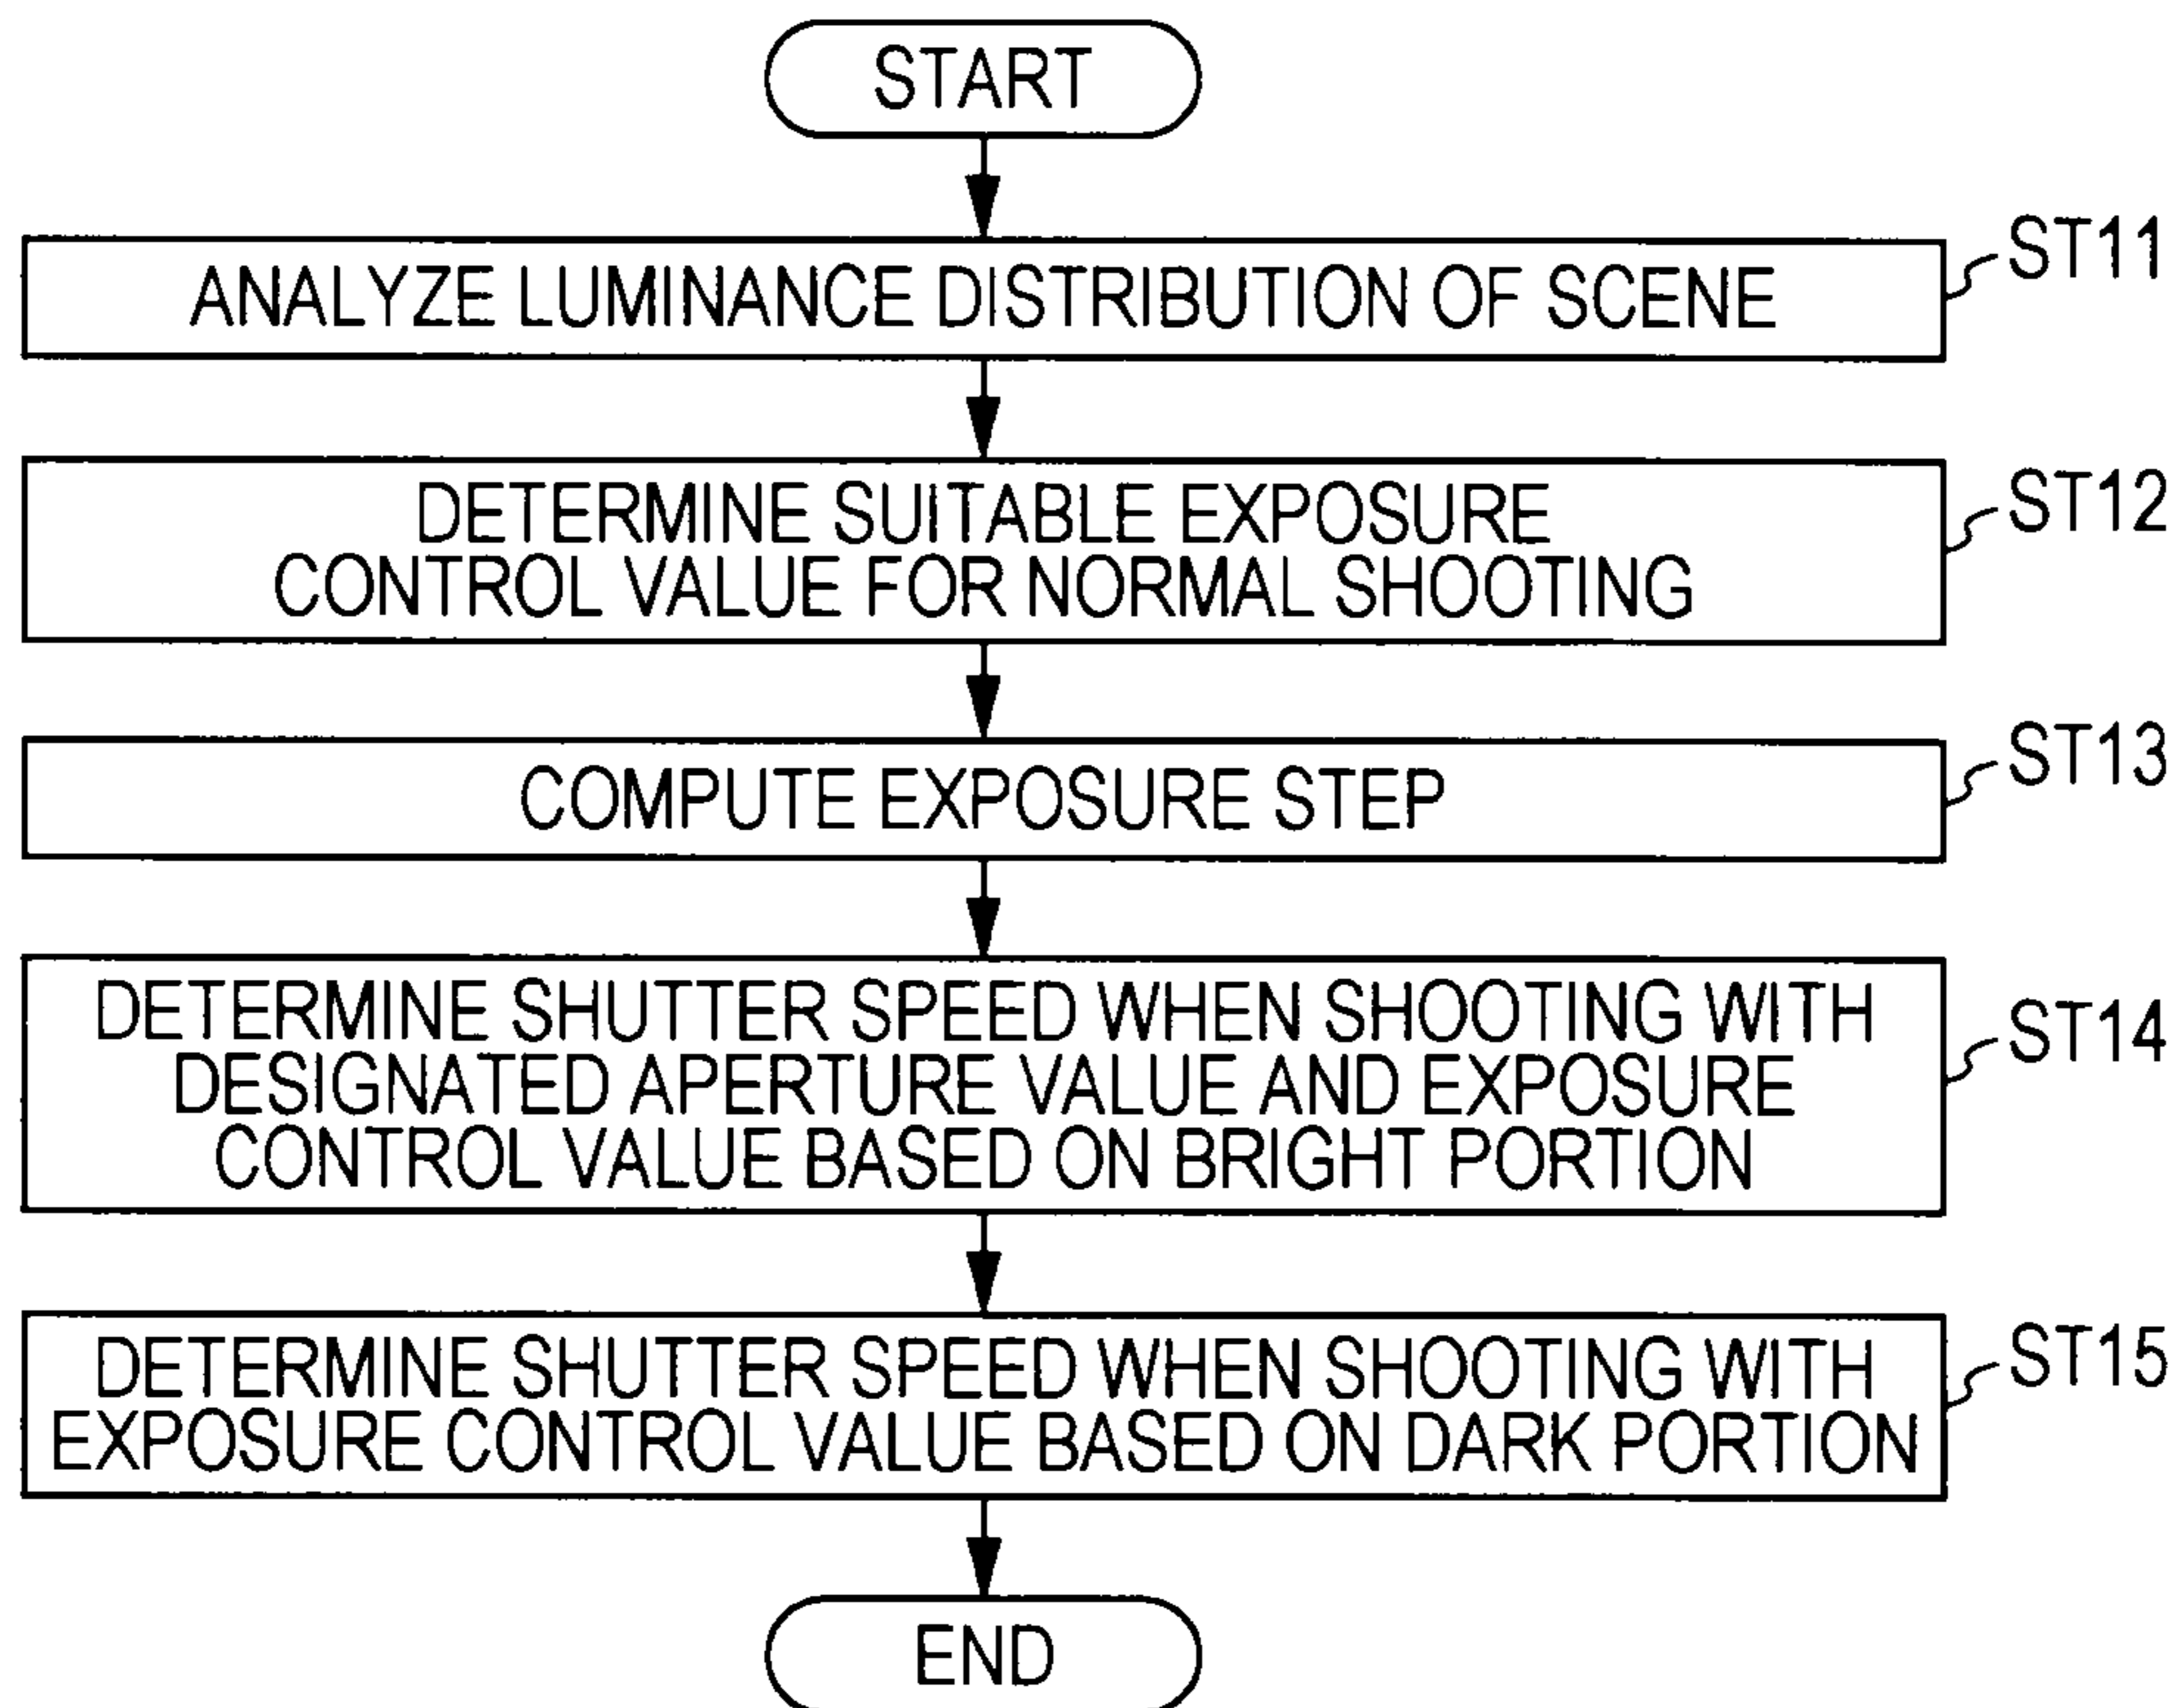 START
ANALYZE LUMINANCE DISTRIBUTION OF SCENE
ST11
DETERMINE SUITABLE EXPOSURE
CONTROL VALUE FOR NORMAL SHOOTING
ST12
COMPUTE EXPOSURE STEP
ST13
DETERMINE SHUTTER SPEED WHEN SHOOTING WITH
DESIGNATED APERTURE VALUE AND EXPOSURE
CONTROL VALUE BASED ON BRIGHT PORTION
ST14
DETERMINE SHUTTER SPEED WHEN SHOOTING WITH
EXPOSURE CONTROL VALUE BASED ON DARK PORTION
ST15
END